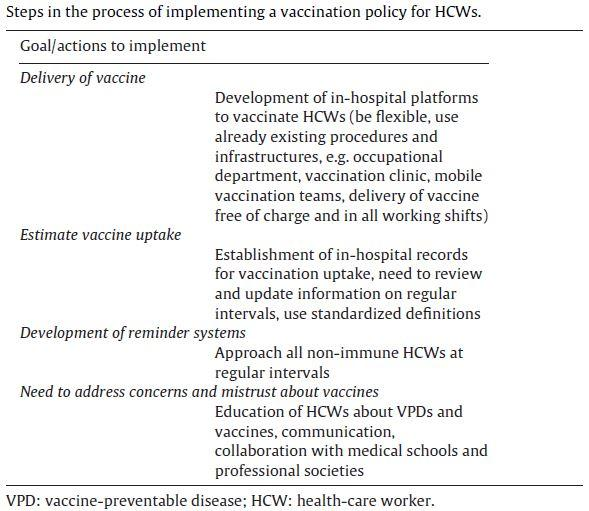 Steps in the process of implementing a vaccination policy for HCWs.
Goal/actions to implement
Delivery of vaccine
Development of in-hospital platforms
to vaccinate HCWs (be flexible, use
already existing procedures and
infrastructures, e.g. occupational
department, vaccination clinic, mobile
vaccination teams, delivery of vaccine
free of charge and in all working shifts)
Estimate vaccine uptake
Establishment of in-hospital records
for vaccination uptake, need to review
and update information on regular
intervals, use standardized definitions
Development of reminder systems
Approach all non-immune HCWs at
regular intervals
Need to address concerns and mistrust about vaccines
Education of HCWs about VPDs and
vaccines, communication,
collaboration with medical schools and
professional societies
VPD: vaccine-preventable disease; HCW: health-care worker.